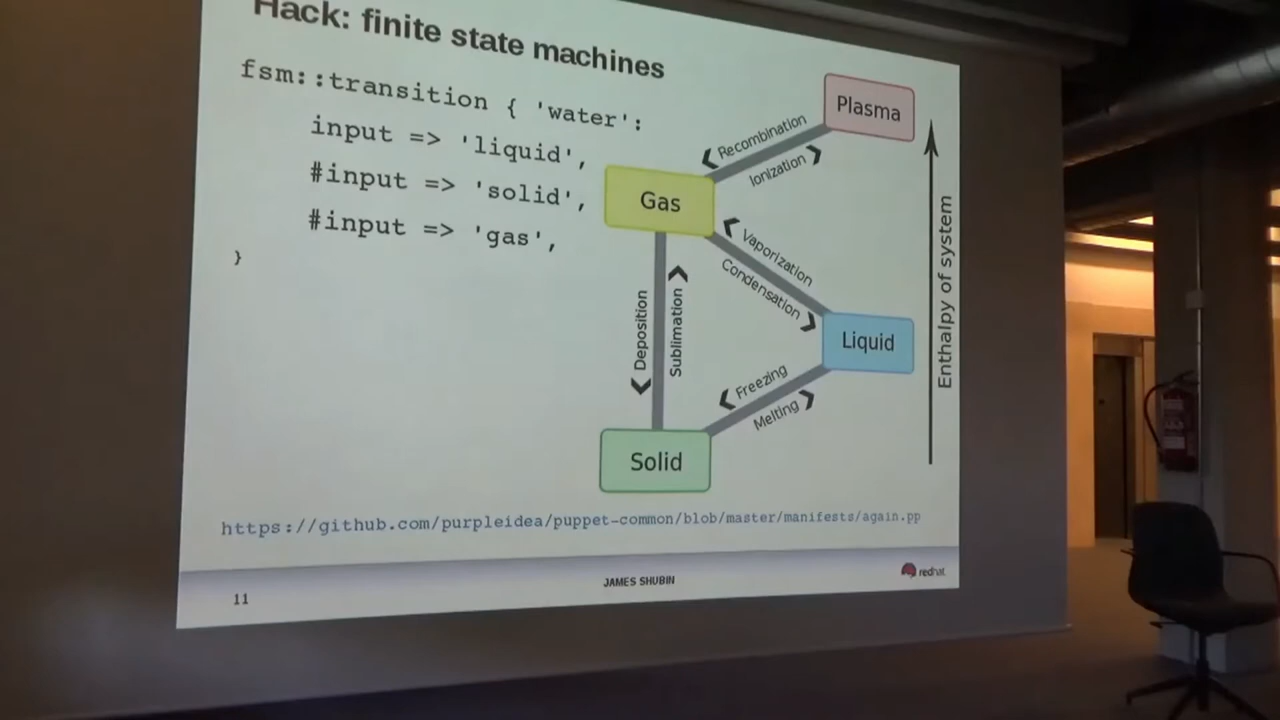 Hack: finite state machines
fsm::transition { 'water':
input => 'liquid',
#input => 'solid',
#input => 'gas',
}
Plasma
Recombination
Ionization
Gas
Vaporization
Condensation
Deposition
Sublimation
Liquid
Freezing
Melting
Solid
Enthalpy of system
https://github.com/purpleidea/puppet-common/blob/master/manifests/again.pp
11
JAMES SHUBIN
redhat